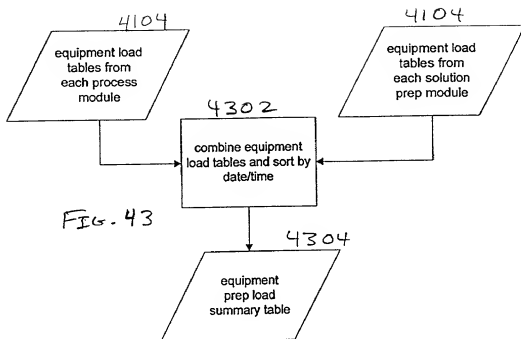 4104
equipment load
tables from
each process
module
4104
equipment load
tables from
each solution
prep module
4302
combine equipment
load tables and sort by
date/time
FIG. 43
4304
equipment
prep load
summary table